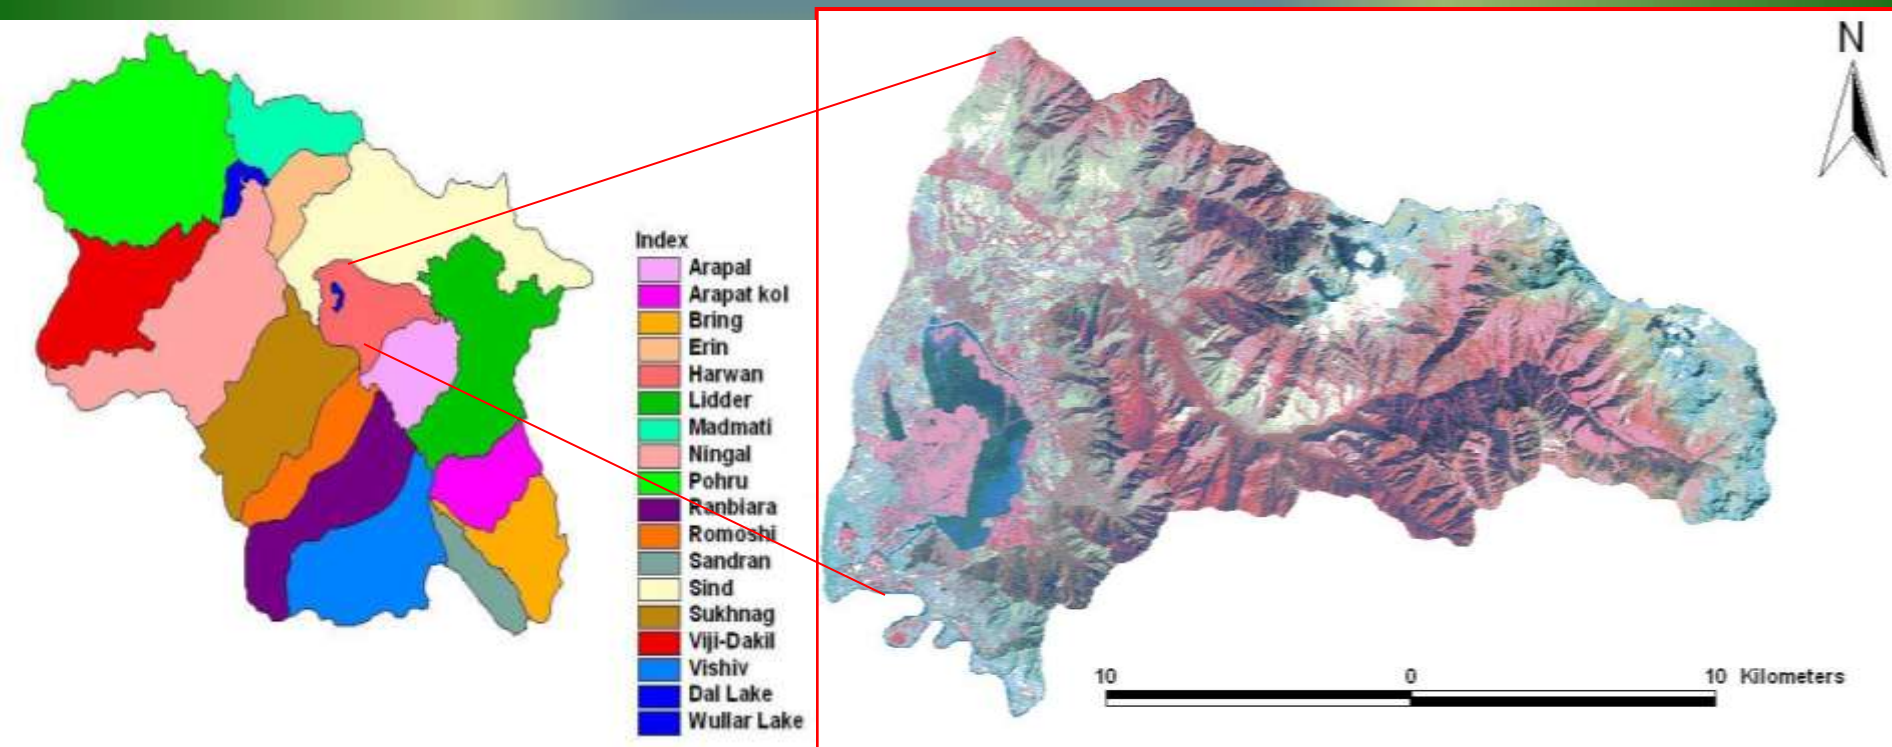 Index
Arapal
Arapat kol
Bring
Erin
Harwan
Lidder
Madmati
Ningal
Pohru
Ranbiara
Romoshi
Sandran
Sind
Sukhnag
Viji-Dakil
Vishiv
Dal Lake
Wullar Lake
N
10 0 10 Kilometers